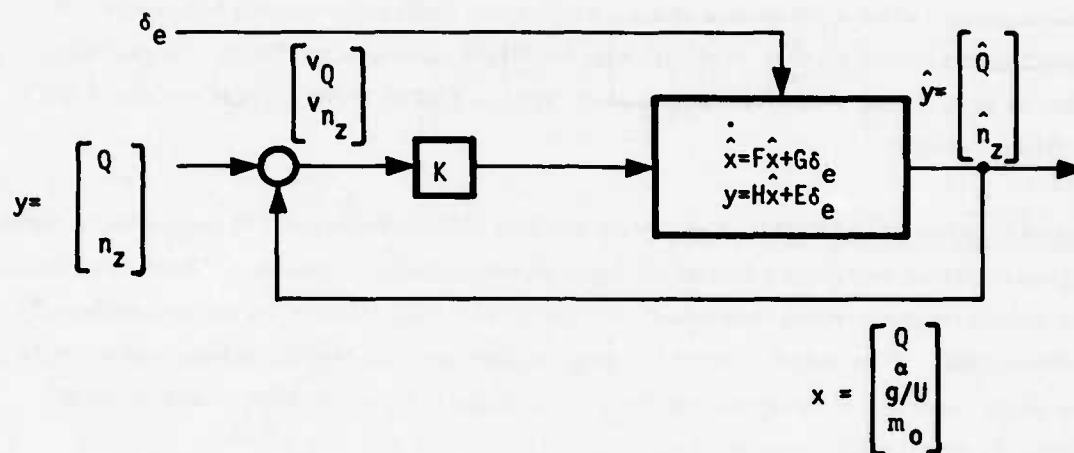 δe
[vQ
vnz]
ŷ= [Q̂
n̂z]
y= [Q
nz]
K
x̂̇=Fx̂+Gδe
y=Hx̂+Eδe
x = [Q
α
g/U
mo]